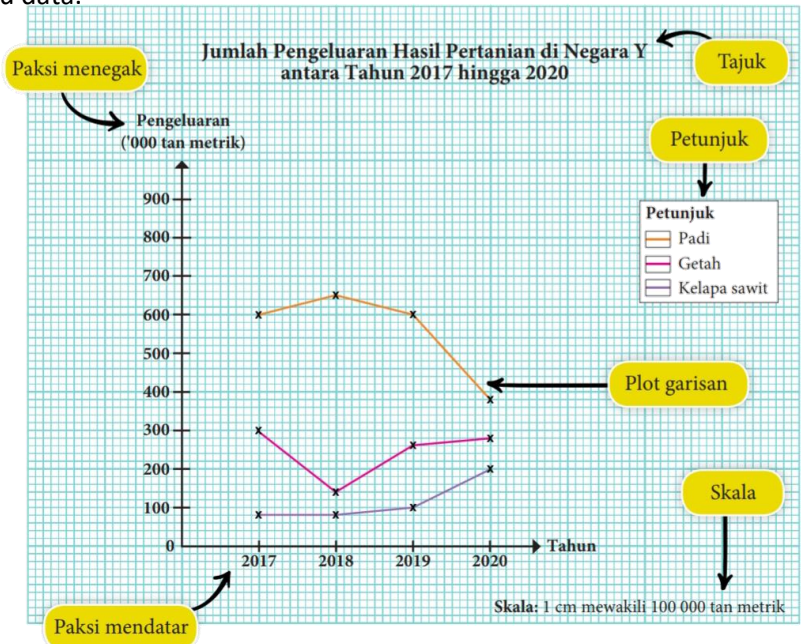 data.
Jumlah Pengeluaran Hasil Pertanian di Negara Y
antara Tahun 2017 hingga 2020
Tajuk
Paksi menegak
Pengeluaran
('000 tan metrik)
Petunjuk
Petunjuk
Padi
Getah
Kelapa sawit
900
800
700
600
500
400
300
200
100
0
Plot garisan
Skala
2017 2018 2019 2020
Tahun
Skala: 1 cm mewakili 100 000 tan metrik
Paksi mendatar